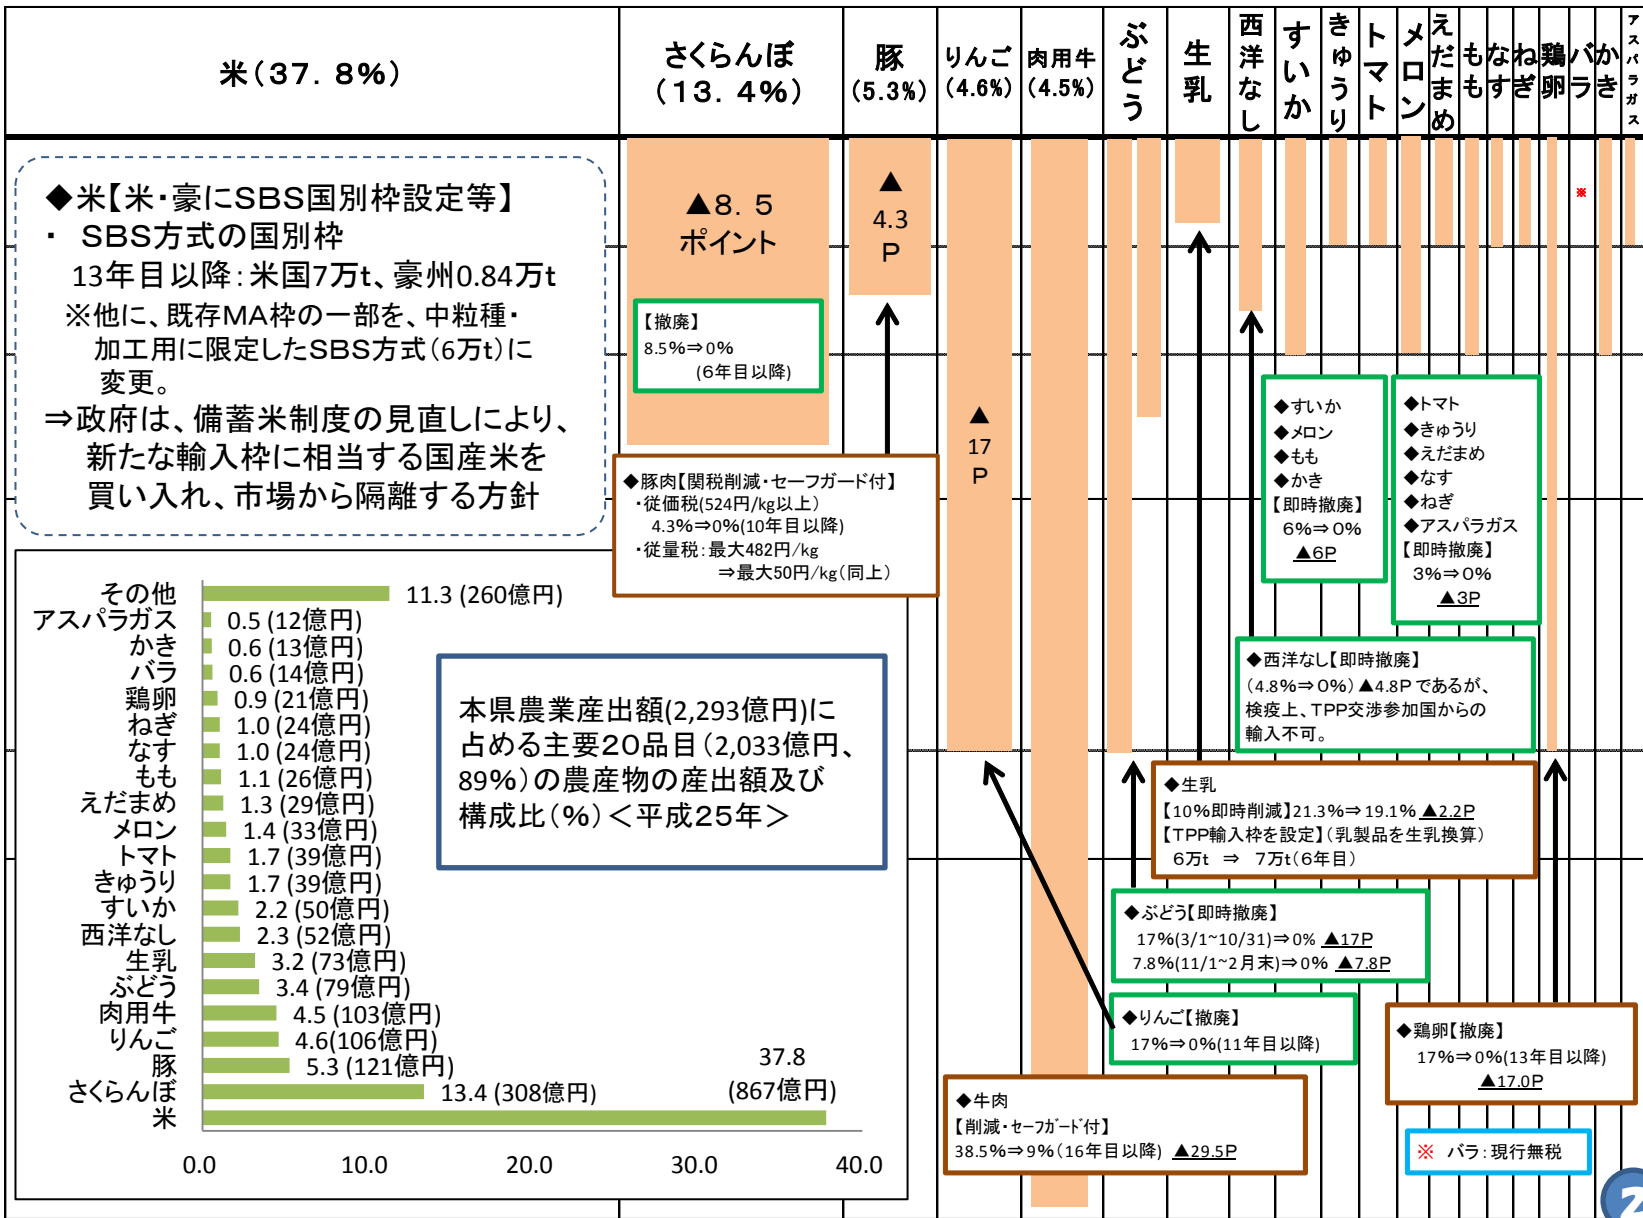 米(37.8%)
さくらんぼ
(13.4%)
豚
(5.3%)
りんご
(4.6%)
肉用牛
(4.5%)
ぶどう
生乳
西洋なし
すいか
きゅうり
トマト
メロン
えだまめ
もも
なす
ねぎ
鶏卵
バラ
かき
アスパラガス
◆米【米・豪にSBS国別枠設定等】
・ SBS方式の国別枠
13年目以降:米国7万t、豪州0.84万t
※他に、既存MA枠の一部を、中粒種・
加工用に限定したSBS方式(6万t)に
変更。
⇒政府は、備蓄米制度の見直しにより、
新たな輸入枠に相当する国産米を
買い入れ、市場から隔離する方針
▲8.5
ポイント
【撤廃】
8.5%⇒0%
(6年目以降)
▲
4.3
P
◆豚肉【関税削減・セーフガード付】
・従価税(524円/kg以上)
4.3%⇒0%(10年目以降)
・従量税:最大482円/kg
⇒最大50円/kg(同上)
▲
17
P
※
◆すいか
◆メロン
◆もも
◆かき
【即時撤廃】
6%⇒0%
▲6P
◆トマト
◆きゅうり
◆えだまめ
◆なす
◆ねぎ
◆アスパラガス
【即時撤廃】
3%⇒0%
▲3P
◆西洋なし【即時撤廃】
(4.8%⇒0%)▲4.8Pであるが、
検疫上、TPP交渉参加国からの
輸入不可。
◆生乳
【10%即時削減】21.3%⇒19.1% ▲2.2P
【TPP輸入枠を設定】(乳製品を生乳換算)
6万t ⇒ 7万t(6年目)
◆ぶどう【即時撤廃】
17%(3/1~10/31)⇒0% ▲17P
7.8%(11/1~2月末)⇒0% ▲7.8P
◆りんご【撤廃】
17%⇒0%(11年目以降)
◆鶏卵【撤廃】
17%⇒0%(13年目以降)
▲17.0P
◆牛肉
【削減・セーフガード付】
38.5%⇒9%(16年目以降) ▲29.5P
※ バラ:現行無税
その他 11.3 (260億円)
アスパラガス 0.5 (12億円)
かき 0.6 (13億円)
バラ 0.6 (14億円)
鶏卵 0.9 (21億円)
ねぎ 1.0 (24億円)
なす 1.0 (24億円)
もも 1.1 (26億円)
えだまめ 1.3 (29億円)
メロン 1.4 (33億円)
トマト 1.7 (39億円)
きゅうり 1.7 (39億円)
すいか 2.2 (50億円)
西洋なし 2.3 (52億円)
生乳 3.2 (73億円)
ぶどう 3.4 (79億円)
肉用牛 4.5 (103億円)
りんご 4.6(106億円)
豚 5.3 (121億円)
さくらんぼ 13.4 (308億円)
米 37.8
(867億円)
0.0 10.0 20.0 30.0 40.0
本県農業産出額(2,293億円)に
占める主要20品目(2,033億円、
89%)の農産物の産出額及び
構成比(%)<平成25年>
2